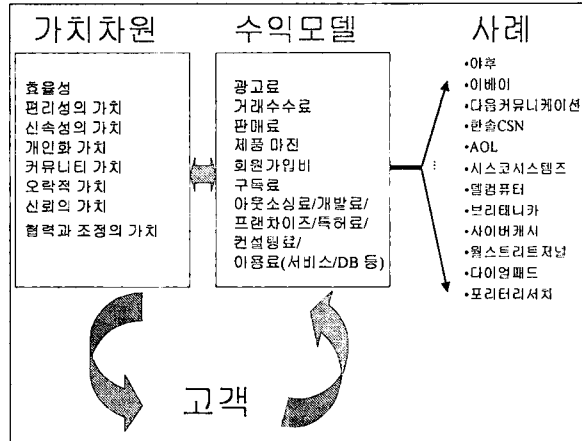 가치차원
효율성
편리성의 가치
신속성의 가치
개인화 가치
커뮤니티 가치
오락적 가치
신뢰의 가치
협력과 조정의 가치
수익모델
광고료
거래수수료
판매료
제품 마진
회원가입비
구독료
아웃소싱료/개발료/
프랜차이즈/특허료/
컨설팅료/
이용료(서비스/DB 등)
사례
•야후
•이베이
•다음커뮤니케이션
•한솔CSN
•AOL
•시스코시스템즈
•델컴퓨터
•브리태니카
•사이버캐시
•월스트리트저널
•다이얼패드
•포리터리서치
고객